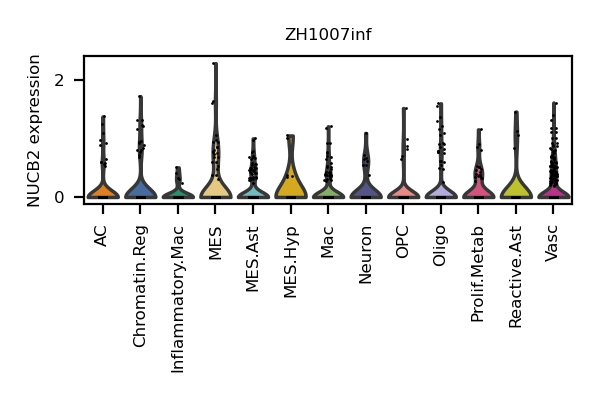 ZH1007inf
NUCB2 expression
2
0
AC
Chromatin.Reg
Inflammatory.Mac
MES
MES.Ast
MES.Hyp
Mac
Neuron
OPC
Oligo
Prolif.Metab
Reactive.Ast
Vasc